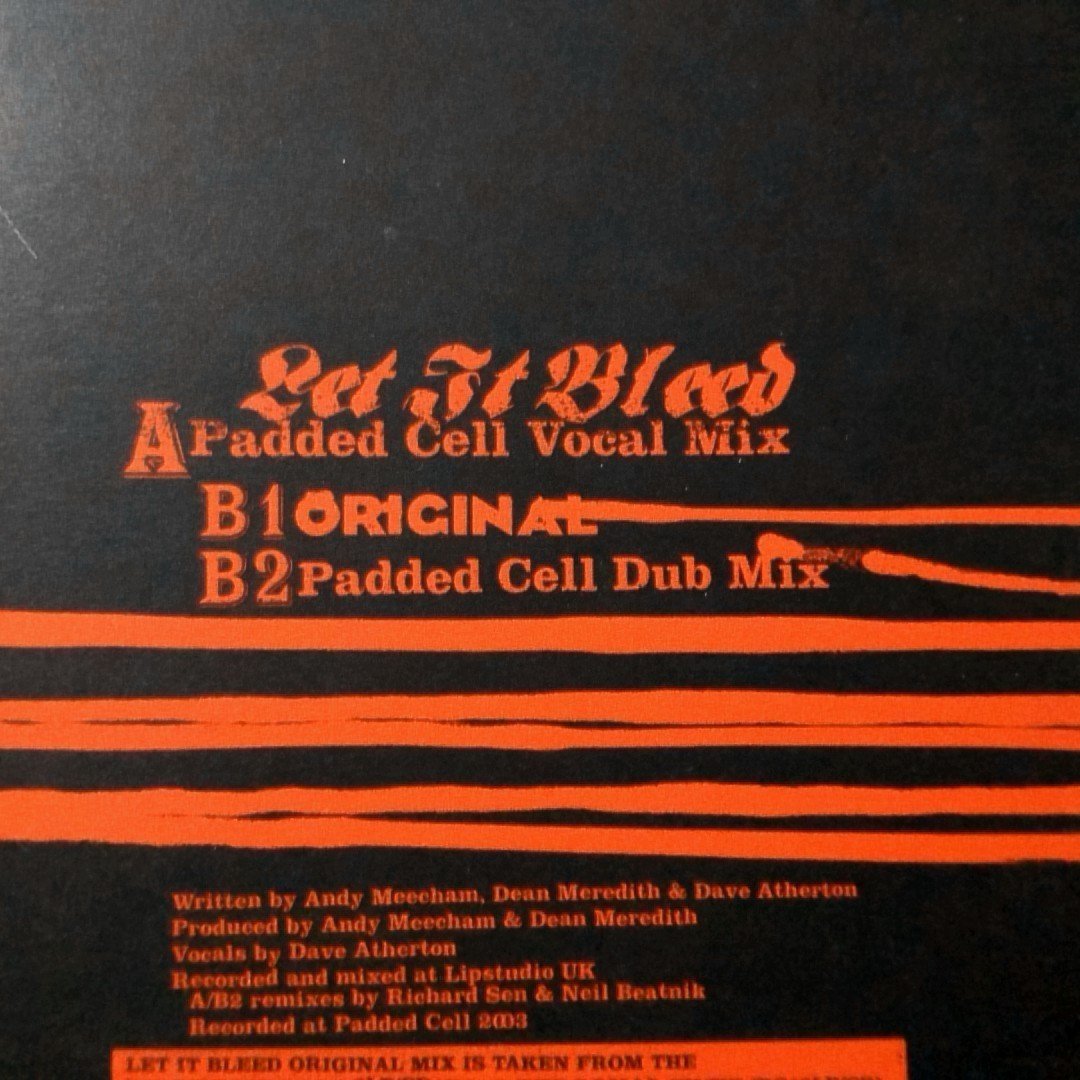 Let It Bleed
A Padded Cell Vocal Mix
B1 ORIGINAL
B2 Padded Cell Dub Mix
Written by Andy Meecham, Dean Meredith & Dave Atherton
Produced by Andy Meecham & Dean Meredith
Vocals by Dave Atherton
Recorded and mixed at Lipstudio UK
A/B2 remixes by Richard Sen & Neil Beatnik
Recorded at Padded Cell 2003
LET IT BLEED ORIGINAL MIX IS TAKEN FROM THE